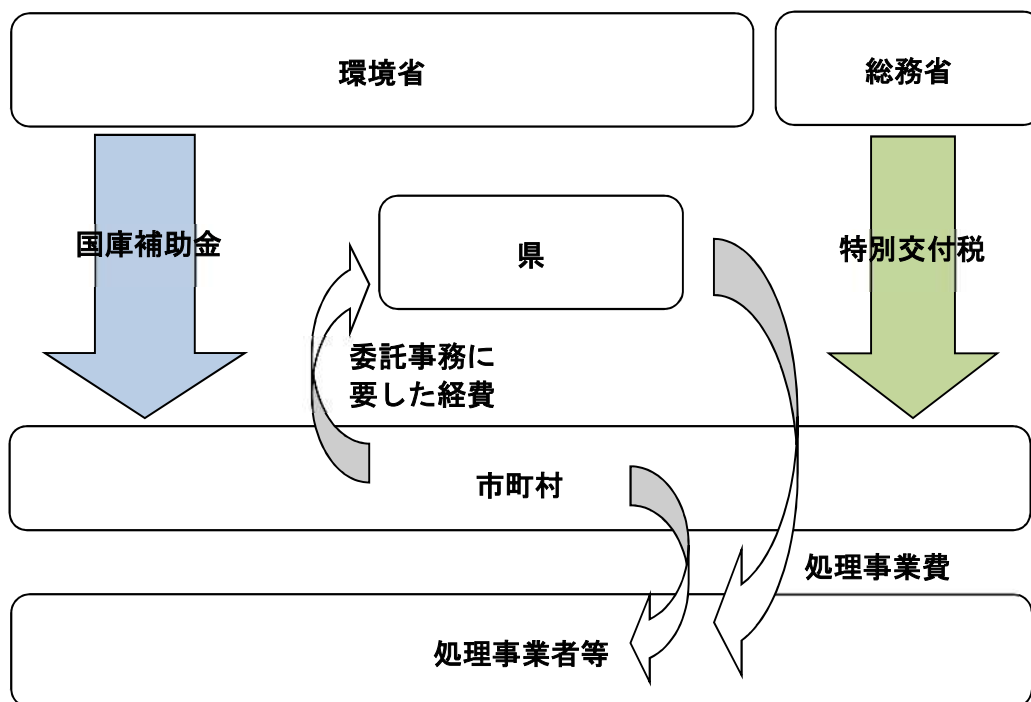 環境省
総務省
国庫補助金
県
特別交付税
委託事務に
要した経費
市町村
処理事業費
処理事業者等